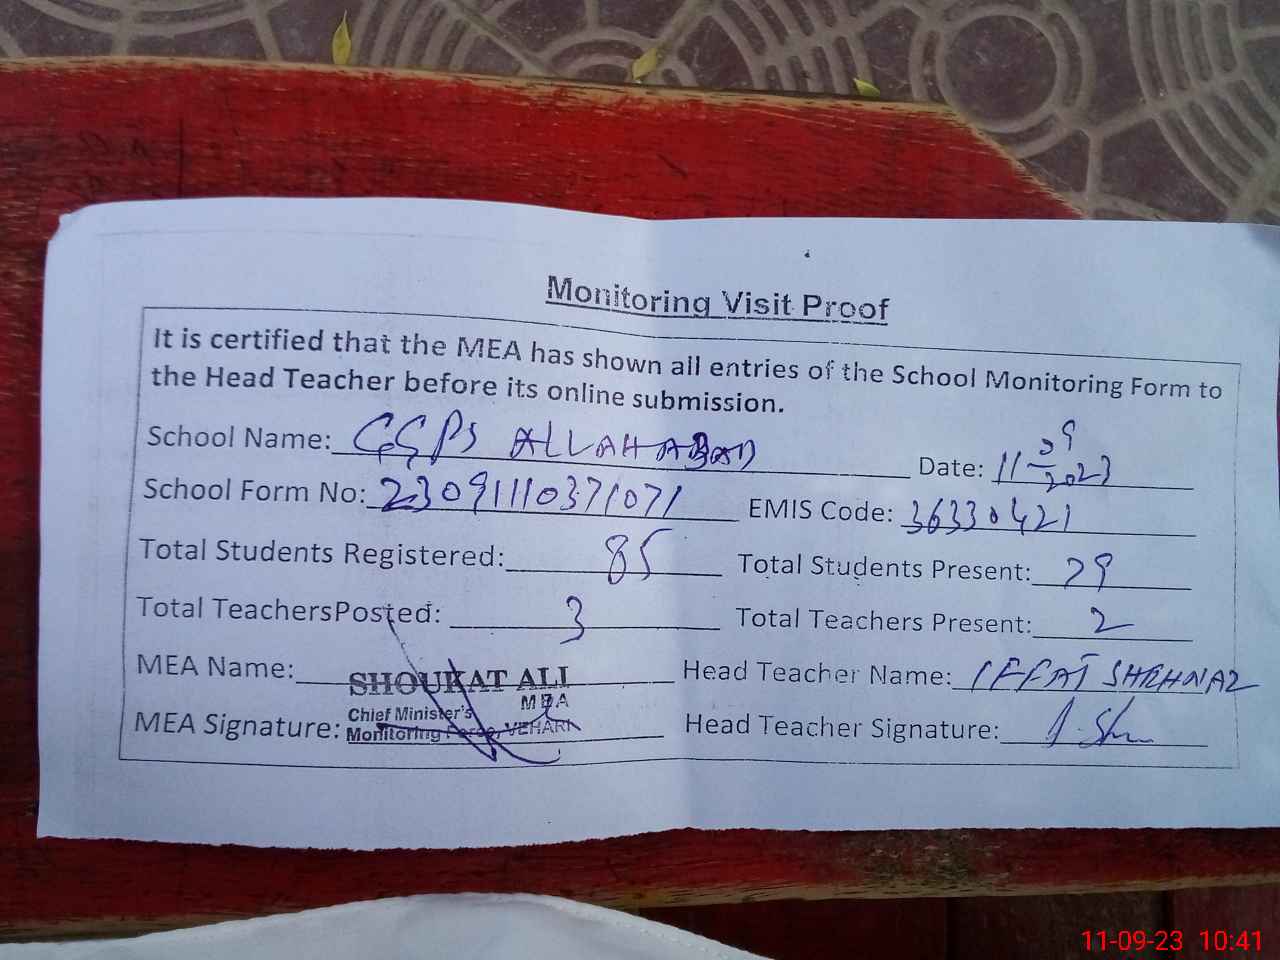 Monitoring Visit Proof
It is certified that the MEA has shown all entries of the School Monitoring Form to
the Head Teacher before its online submission.
School Name: GGPS ALLAHABAD Date: 11-09-2023
School Form No: 23091110371071 EMIS Code: 36330421
Total Students Registered: 85 Total Students Present: 79
Total TeachersPosted: 3 Total Teachers Present: 2
MEA Name: SHOUKAT ALI Head Teacher Name: IFFAT SHEHNAZ
MEA
MEA Signature: Chief Minister's Monitoring Force, VEHARI Head Teacher Signature:
11-09-23 10:41